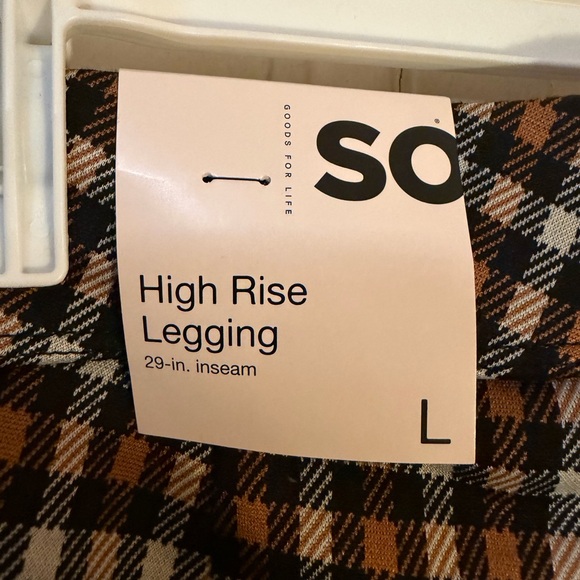 GOODS FOR LIFE
SO®
High Rise
Legging
29-in. inseam
L